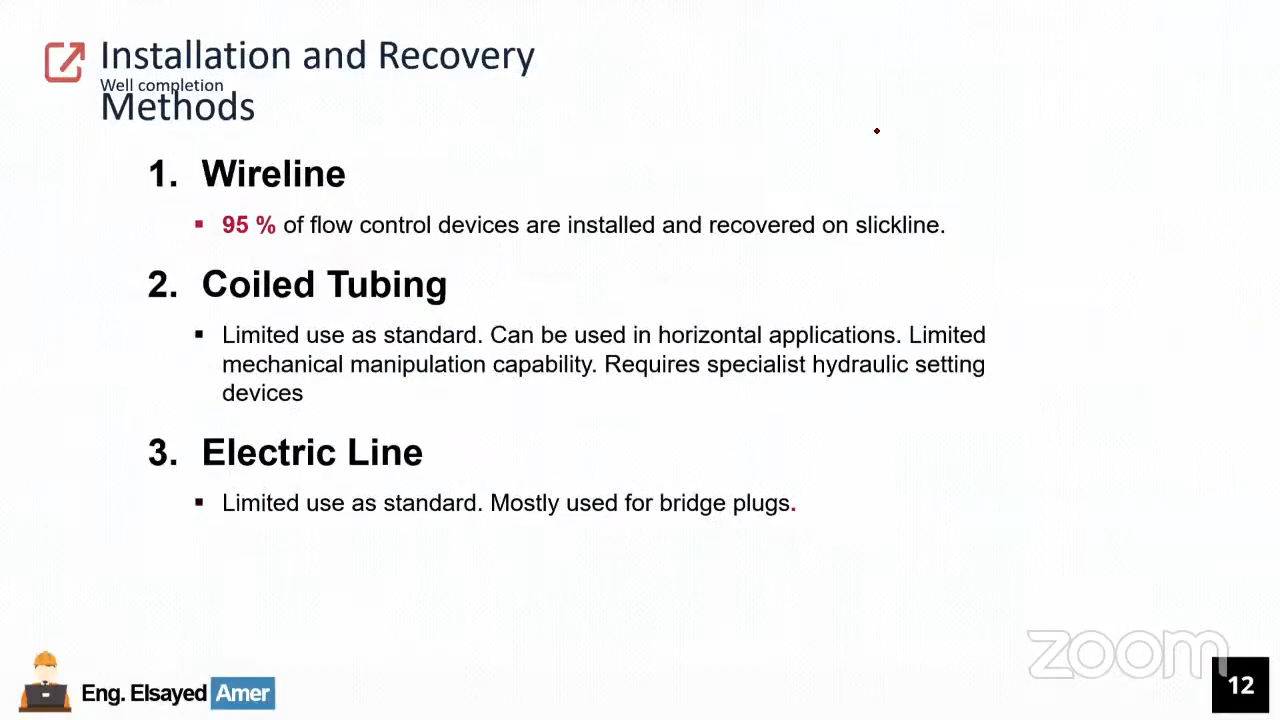 Installation and Recovery
Well completion
Methods
1. Wireline
▪ 95 % of flow control devices are installed and recovered on slickline.
2. Coiled Tubing
▪ Limited use as standard. Can be used in horizontal applications. Limited
mechanical manipulation capability. Requires specialist hydraulic setting
devices
3. Electric Line
▪ Limited use as standard. Mostly used for bridge plugs.
zoom
Eng. Elsayed Amer
12